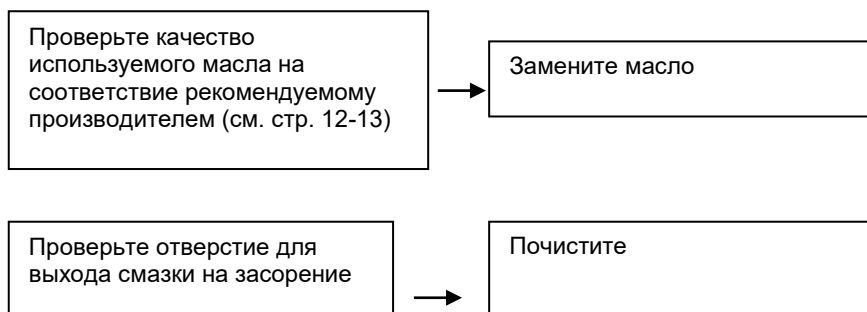 Проверьте качество
используемого масла на
соответствие рекомендуемому
производителем (см. стр. 12-13)
Замените масло
Проверьте отверстие для
выхода смазки на засорение
Почистите